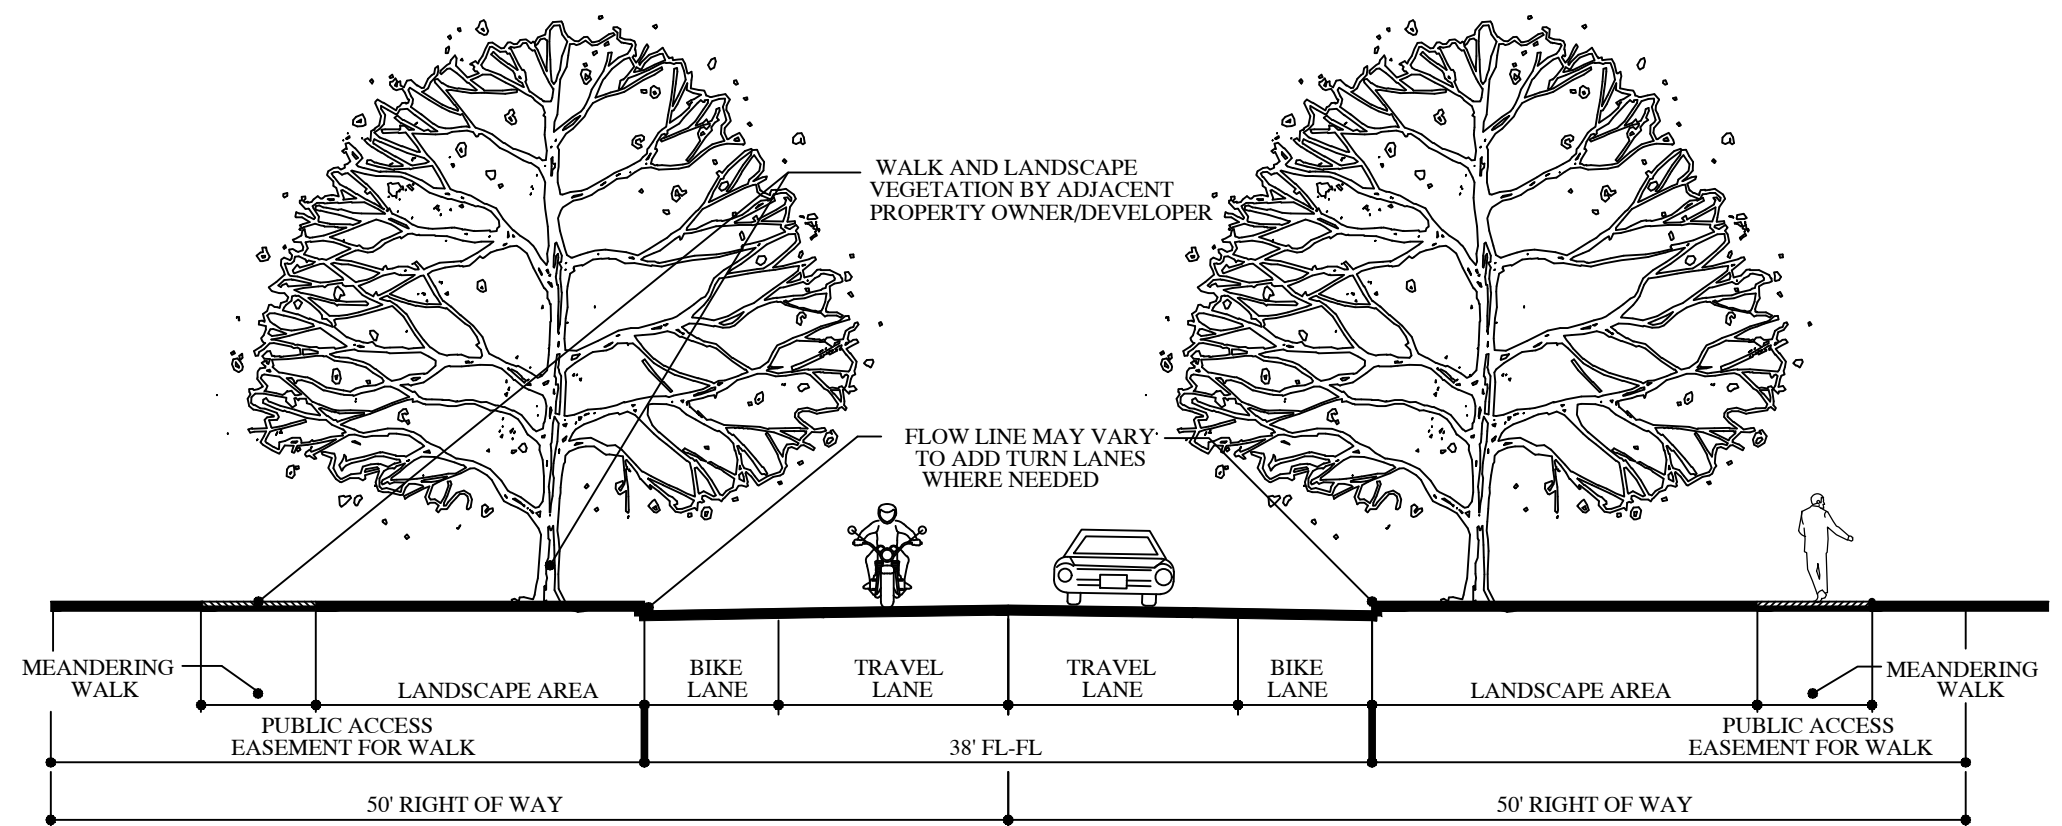 WALK AND LANDSCAPE
VEGETATION BY ADJACENT
PROPERTY OWNER/DEVELOPER
FLOW LINE MAY VARY
TO ADD TURN LANES
WHERE NEEDED
MEANDERING
WALK
LANDSCAPE AREA
BIKE
LANE
TRAVEL
LANE
TRAVEL
LANE
BIKE
LANE
LANDSCAPE AREA
MEANDERING
WALK
PUBLIC ACCESS
EASEMENT FOR WALK
38' FL-FL
PUBLIC ACCESS
EASEMENT FOR WALK
50' RIGHT OF WAY
50' RIGHT OF WAY